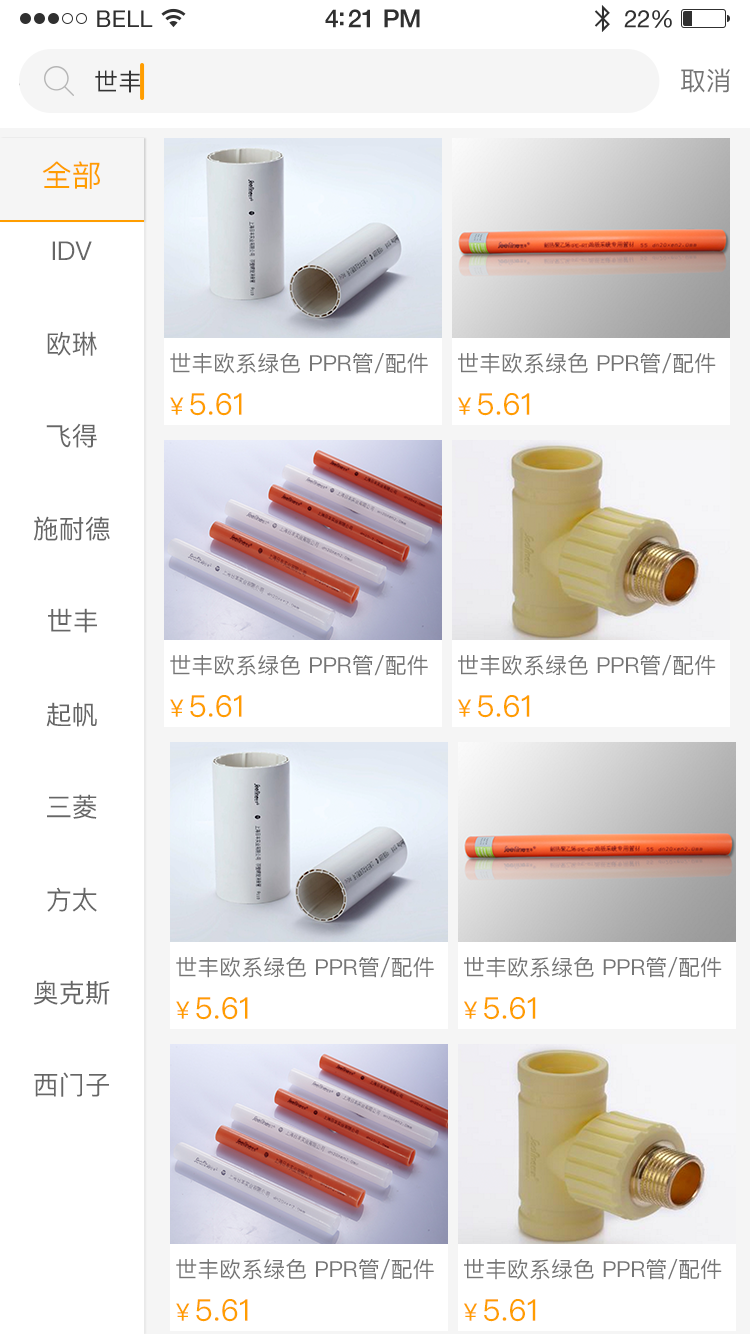 BELL 4:21 PM 22%
世丰 取消
全部
IDV
欧琳
飞得
施耐德
世丰
起帆
三菱
方太
奥克斯
西门子
世丰欧系绿色 PPR管/配件 世丰欧系绿色 PPR管/配件
¥ 5.61 ¥ 5.61
世丰欧系绿色 PPR管/配件 世丰欧系绿色 PPR管/配件
¥ 5.61 ¥ 5.61
世丰欧系绿色 PPR管/配件 世丰欧系绿色 PPR管/配件
¥ 5.61 ¥ 5.61
世丰欧系绿色 PPR管/配件 世丰欧系绿色 PPR管/配件
¥ 5.61 ¥ 5.61